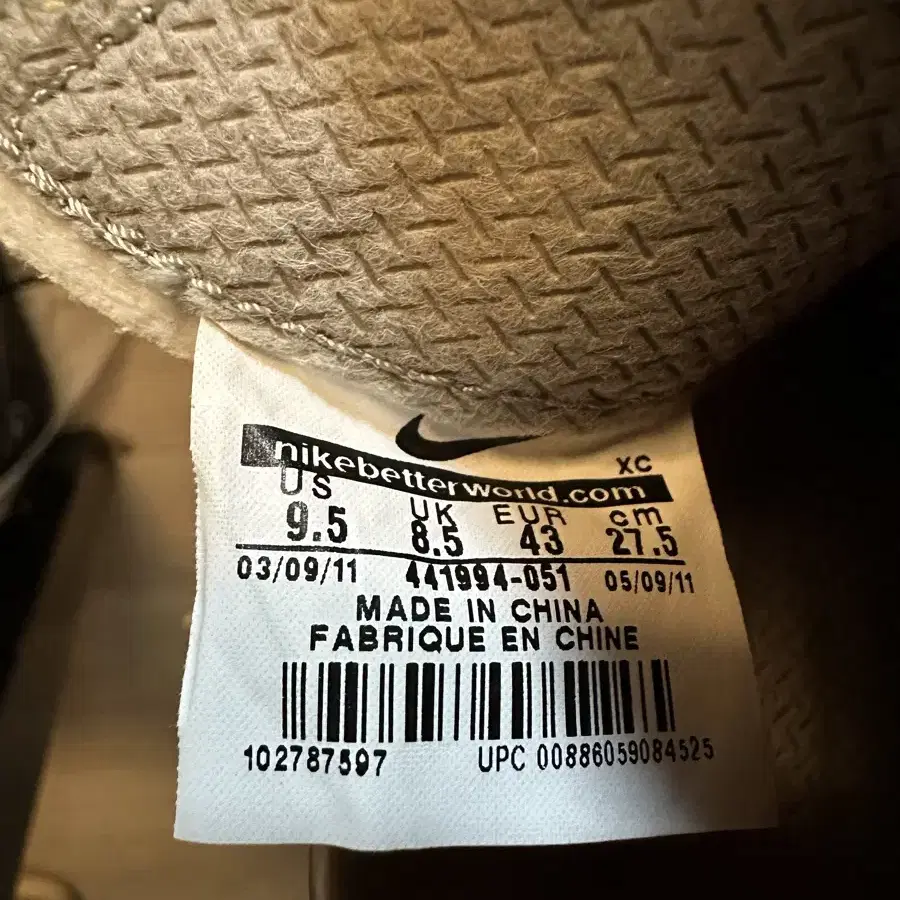 nikebetterworld.com
XC
US UK EUR cm
9.5 8.5 43 27.5
03/09/11 441994-051 05/09/11
MADE IN CHINA
FABRIQUE EN CHINE
102787597 UPC 00886059084525